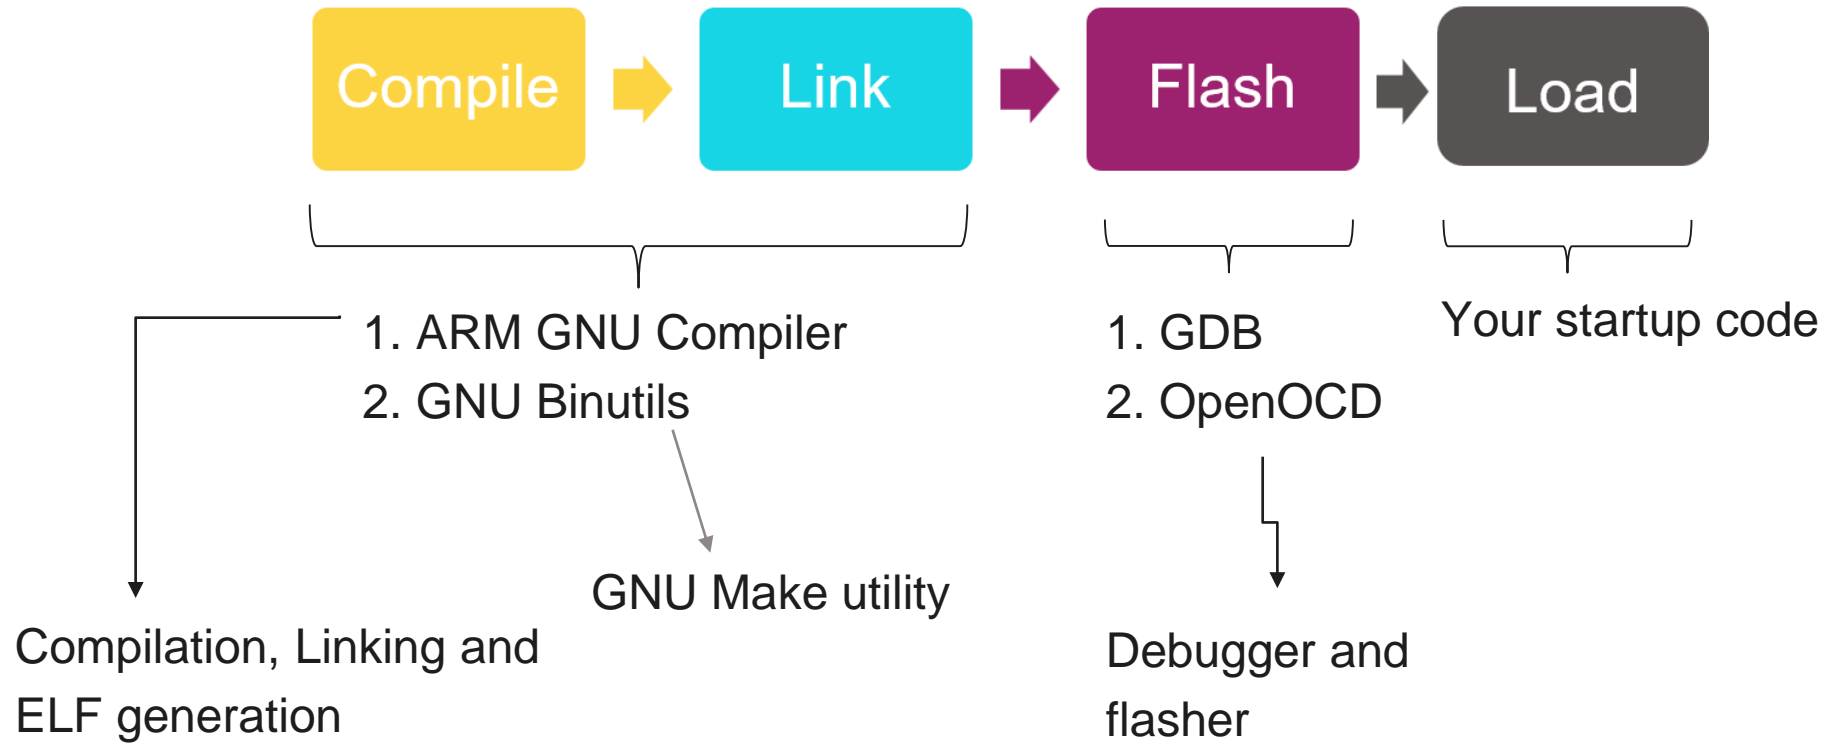 Compile
Link
Flash
Load
1. ARM GNU Compiler
2. GNU Binutils
1. GDB
2. OpenOCD
Your startup code
GNU Make utility
Compilation, Linking and
ELF generation
Debugger and
flasher